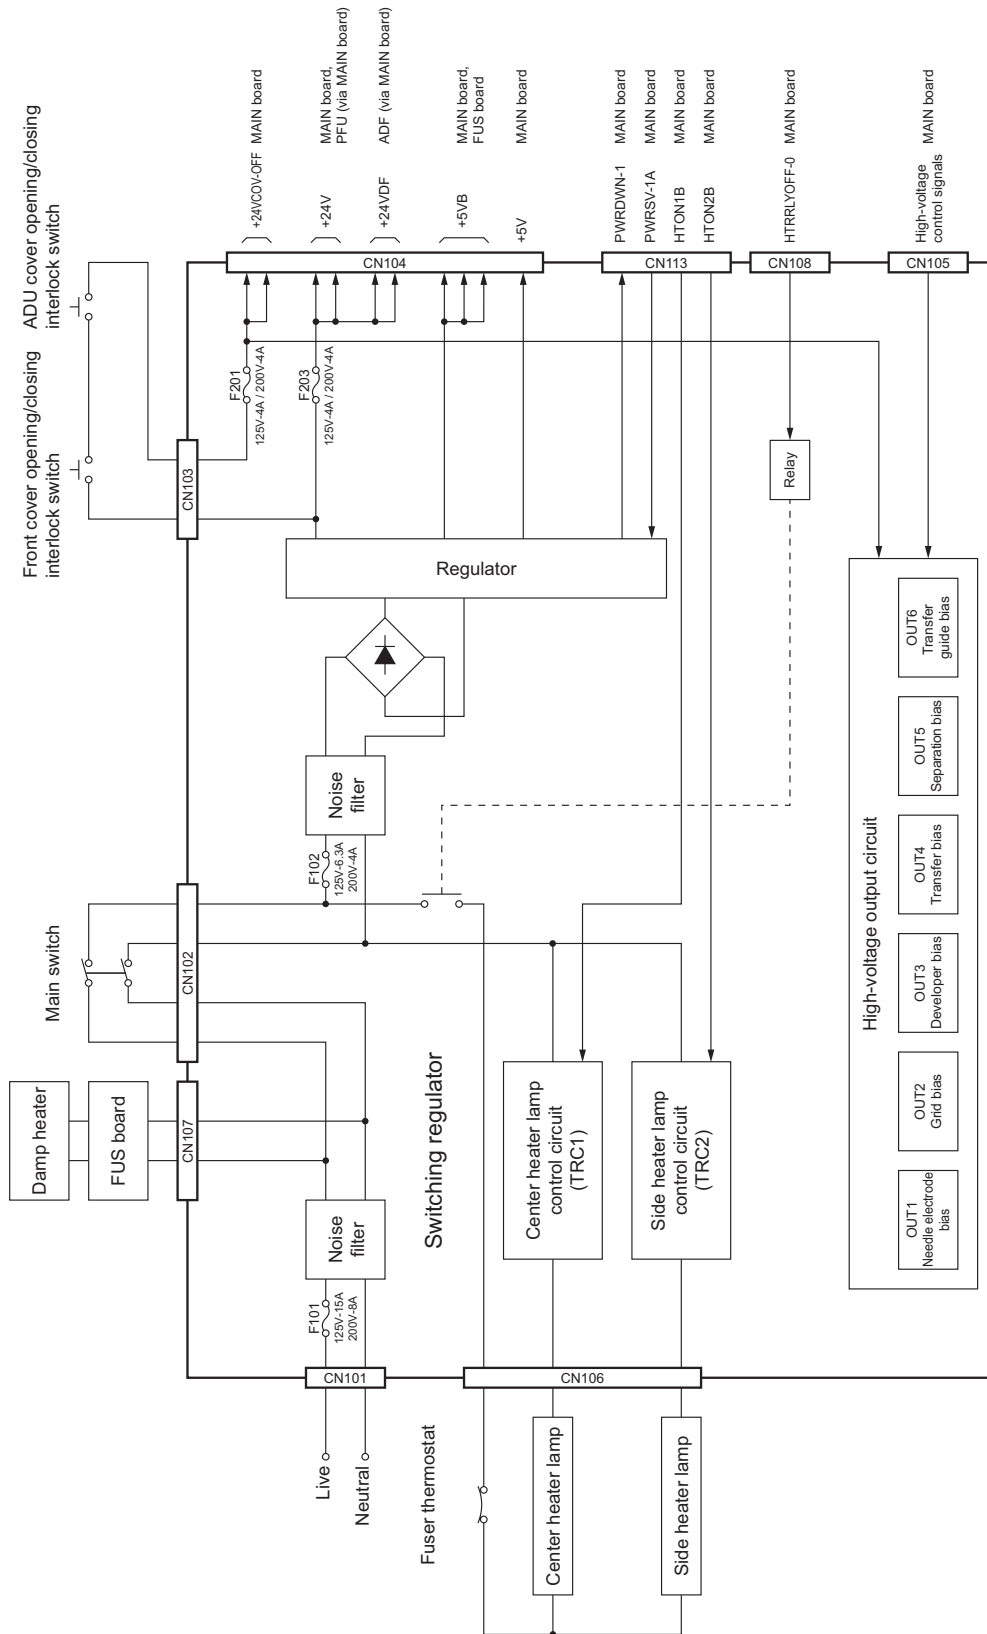 Front cover opening/closing
interlock switch
ADU cover opening/closing
interlock switch
Main switch
Damp heater
FUS board
CN107
CN102
CN103
+24VCOV-OFF
MAIN board
+24V
MAIN board,
PFU (via MAIN board)
+24VDF
ADF (via MAIN board)
+5VB
MAIN board,
FUS board
+5V
MAIN board
PWRDWN-1
MAIN board
PWRSV-1A
MAIN board
HTON1B
MAIN board
HTON2B
MAIN board
HTRRLYOFF-0
MAIN board
High-voltage
control signals
MAIN board
CN104
CN113
CN108
CN105
F201
125V-4A / 200V-4A
F203
125V-4A / 200V-4A
Regulator
Relay
Noise
filter
F102
125V-6.3A
200V-4A
Noise
filter
F101
125V-15A
200V-8A
CN101
Live
Neutral
Switching regulator
Center heater lamp
control circuit
(TRC1)
Side heater lamp
control circuit
(TRC2)
CN106
Fuser thermostat
Center heater lamp
Side heater lamp
High-voltage output circuit
OUT1
Needle electrode
bias
OUT2
Grid bias
OUT3
Developer bias
OUT4
Transfer bias
OUT5
Separation bias
OUT6
Transfer
guide bias